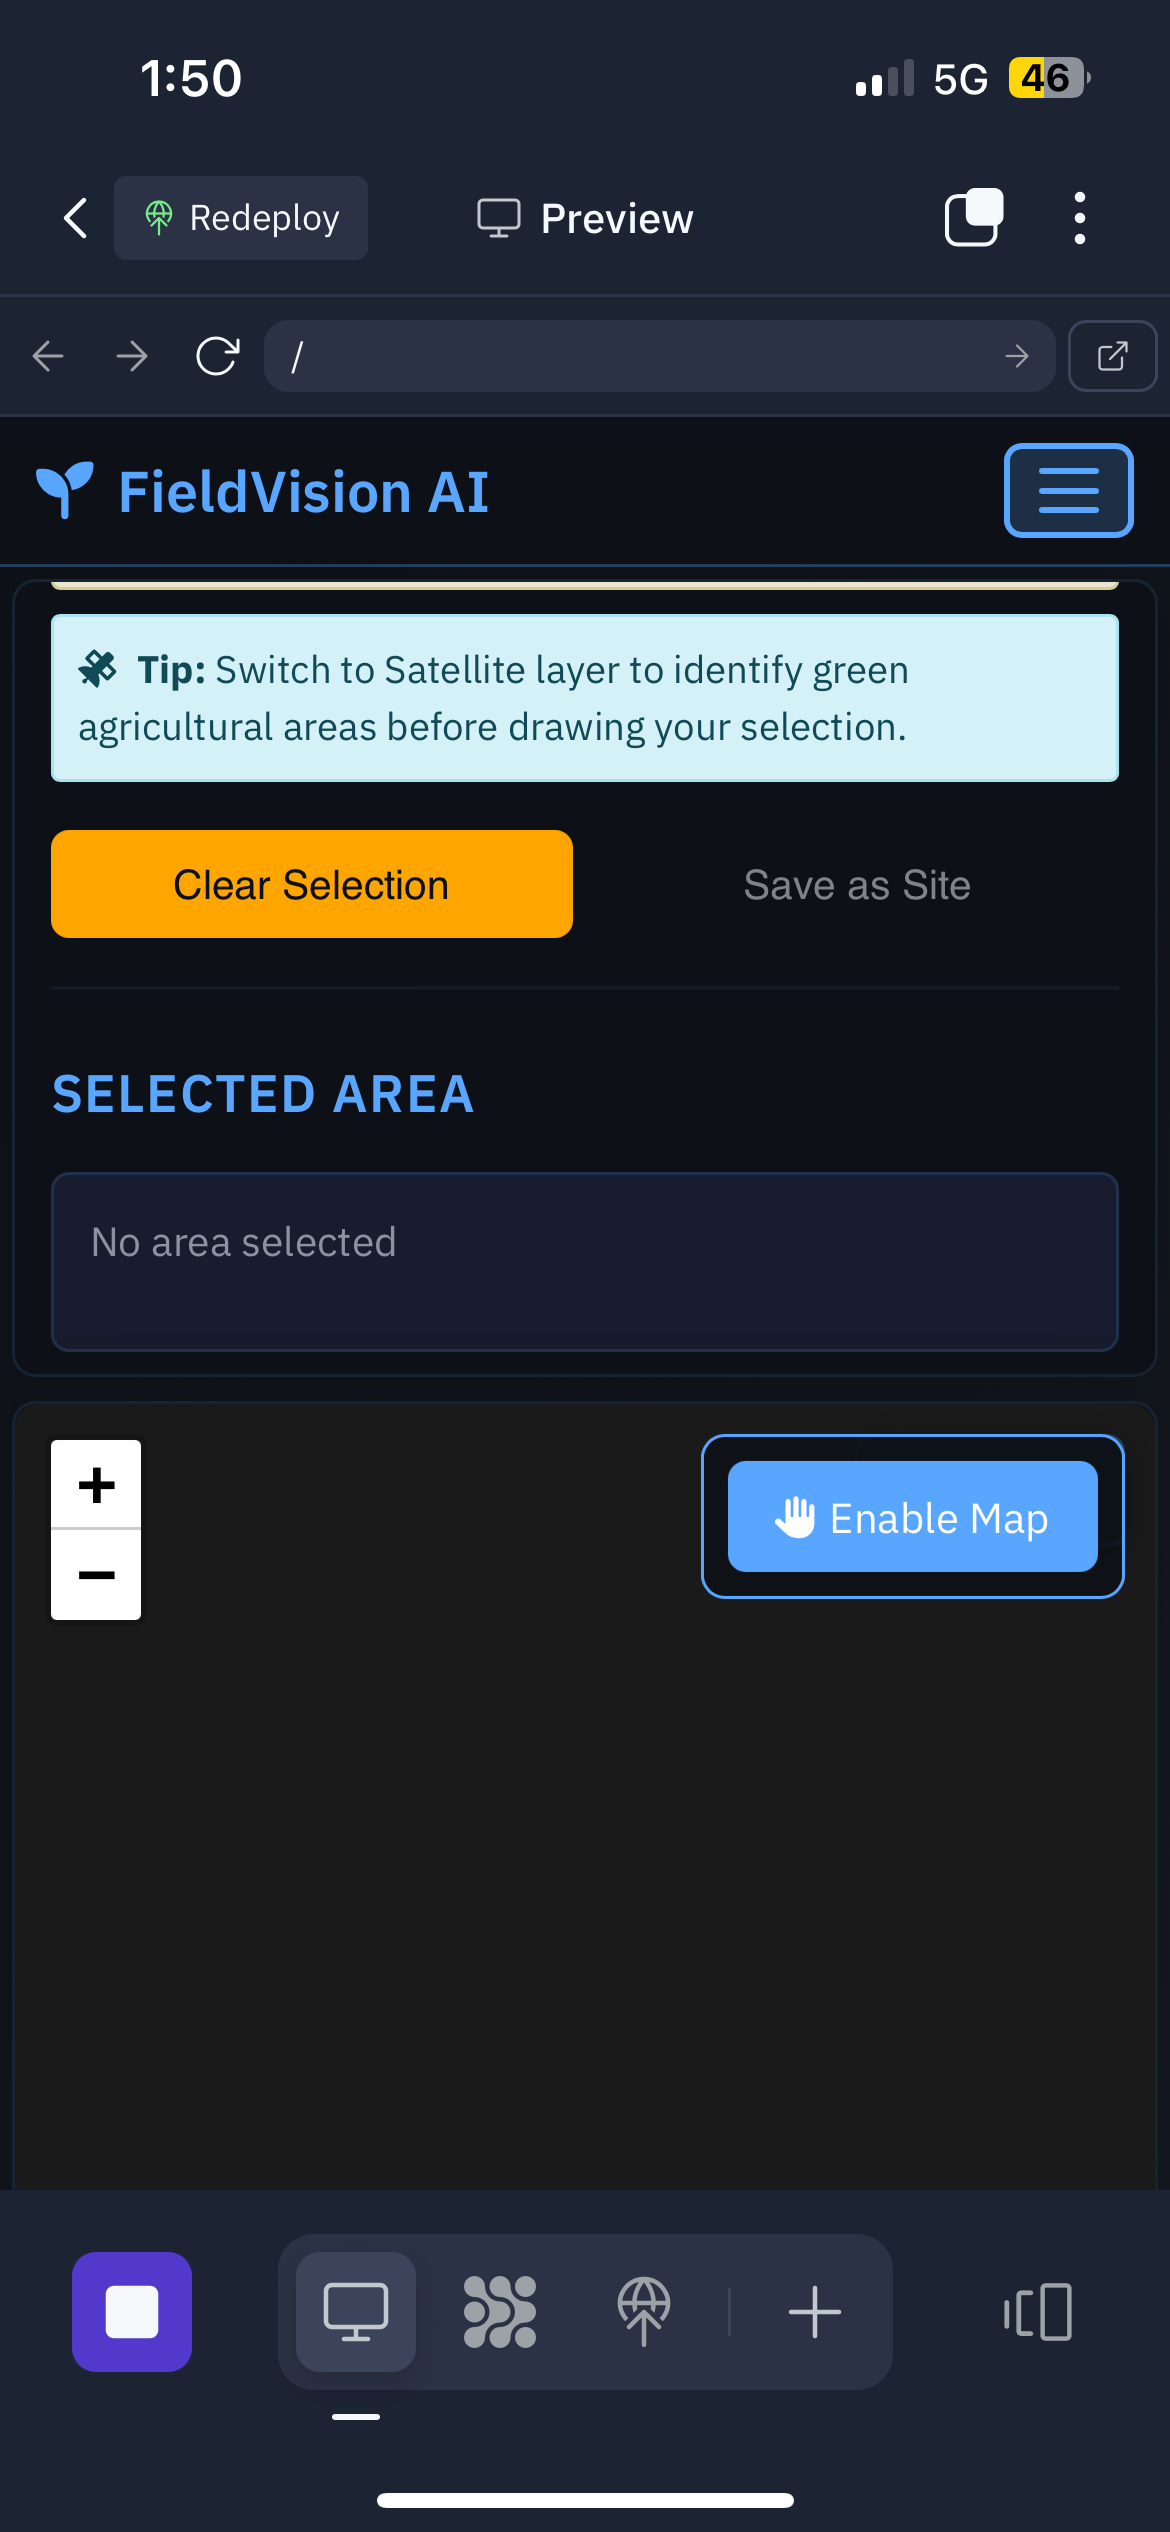 1:50
5G
46
Redeploy
Preview
/
FieldVision AI
Tip: Switch to Satellite layer to identify green
agricultural areas before drawing your selection.
Clear Selection
Save as Site
SELECTED AREA
No area selected
+
Enable Map
−